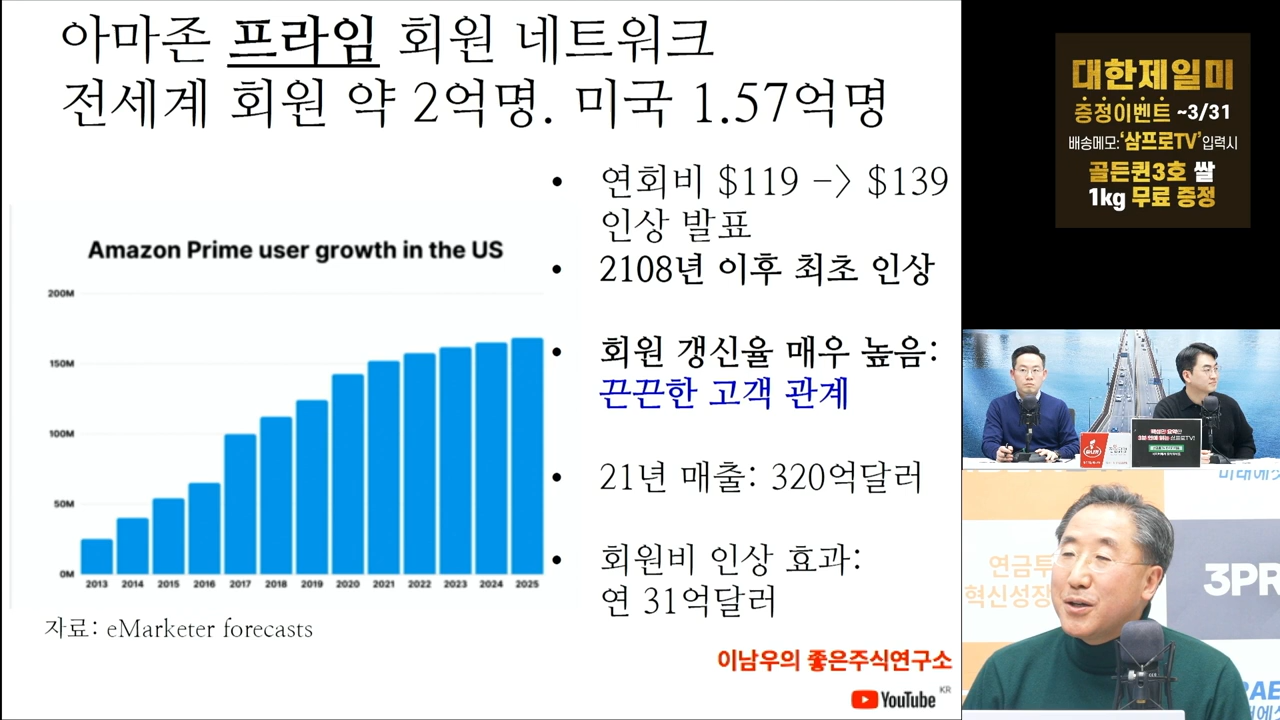 아마존 프라임 회원 네트워크
전세계 회원 약 2억명. 미국 1.57억명
• 연회비 $119 –> $139
인상 발표
• 2108년 이후 최초 인상
• 회원 갱신율 매우 높음:
끈끈한 고객 관계
• 21년 매출: 320억달러
• 회원비 인상 효과:
연 31억달러
Amazon Prime user growth in the US
200M
150M
100M
50M
0M
2013 2014 2015 2016 2017 2018 2019 2020 2021 2022 2023 2024 2025
자료: eMarketer forecasts
이남우의 좋은주식연구소
YouTube KR
대한제일미
증정이벤트 ~3/31
배송메모:'삼프로TV'입력시
골든퀸3호 쌀
1kg 무료 증정
미래에셋
연금투
혁신성장
3PR